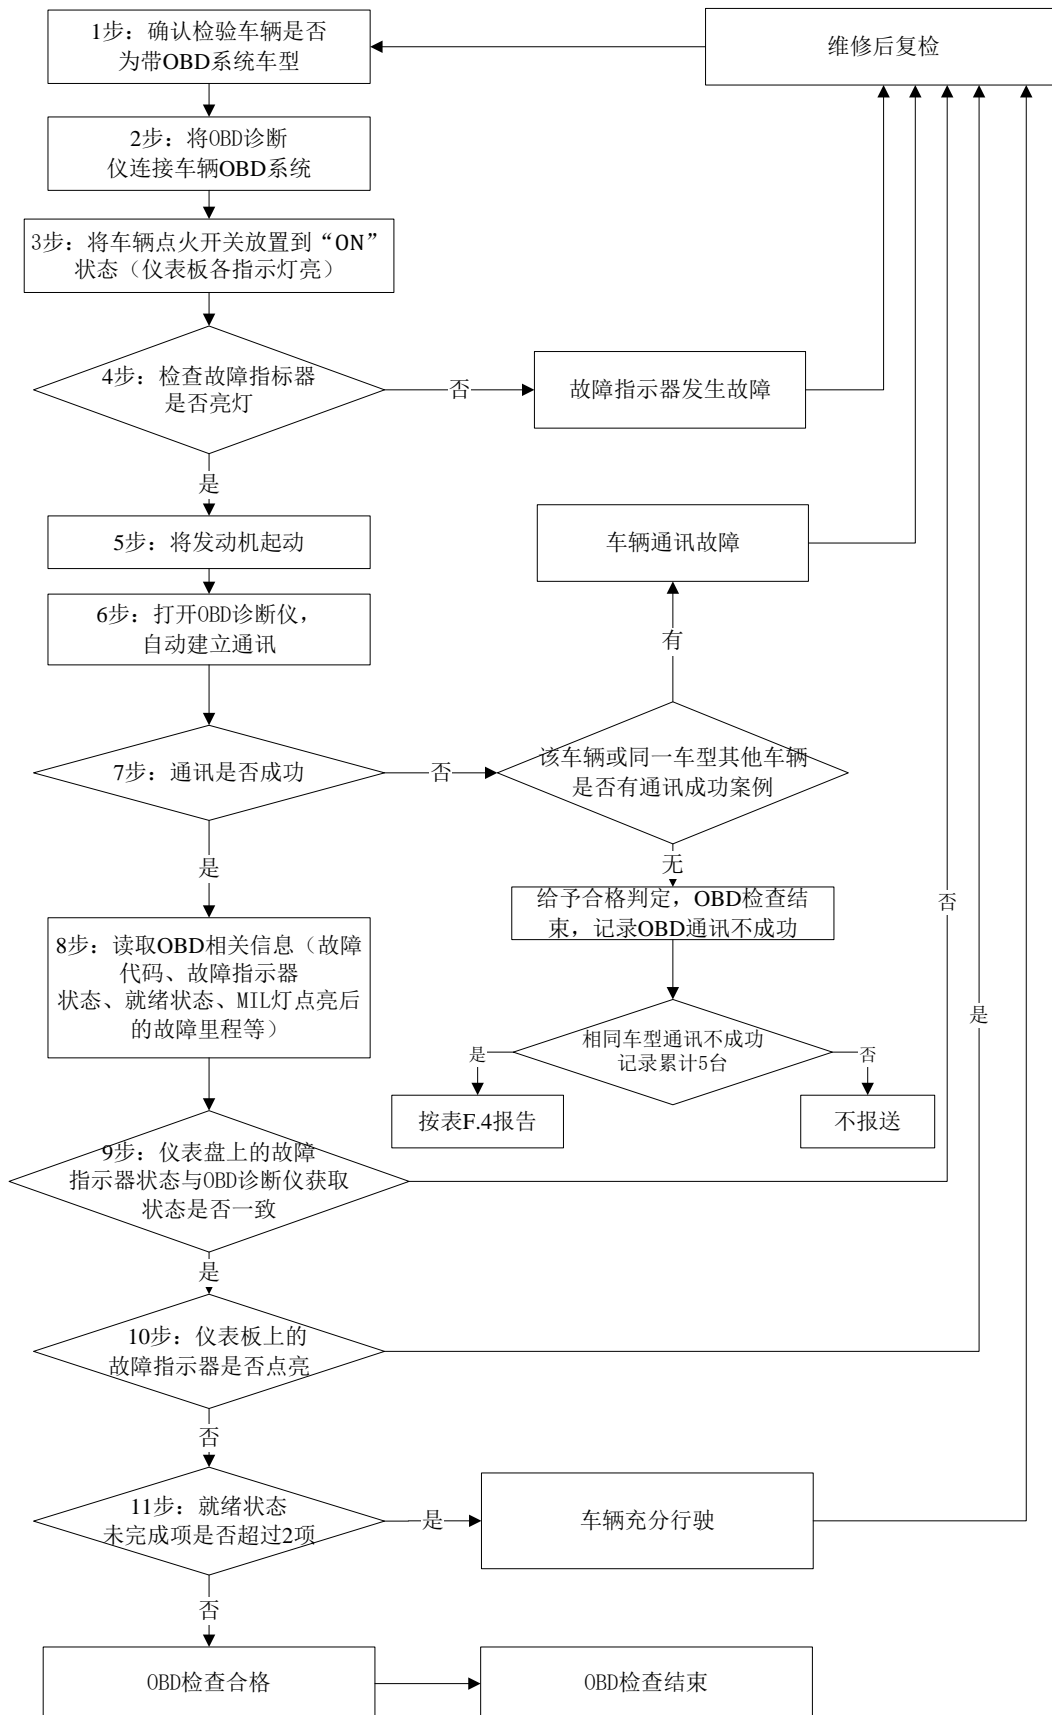 1步：确认检验车辆是否
为带OBD系统车型
维修后复检
2步：将OBD诊断
仪连接车辆OBD系统
3步：将车辆点火开关放置到“ON”
状态（仪表板各指示灯亮）
4步：检查故障指标器
是否亮灯
否
故障指示器发生故障
是
5步：将发动机起动
车辆通讯故障
6步：打开OBD诊断仪，
自动建立通讯
有
7步：通讯是否成功
否
该车辆或同一车型其他车辆
是否有通讯成功案例
是
无
给予合格判定，OBD检查结
束，记录OBD通讯不成功
否
8步：读取OBD相关信息（故障
代码、故障指示器
状态、就绪状态、MIL灯点亮后
的故障里程等）
是
相同车型通讯不成功
记录累计5台
是
否
按表F.4报告
不报送
9步：仪表盘上的故障
指示器状态与OBD诊断仪获取
状态是否一致
是
10步：仪表板上的
故障指示器是否点亮
否
11步：就绪状态
未完成项是否超过2项
是
车辆充分行驶
否
OBD检查合格
OBD检查结束